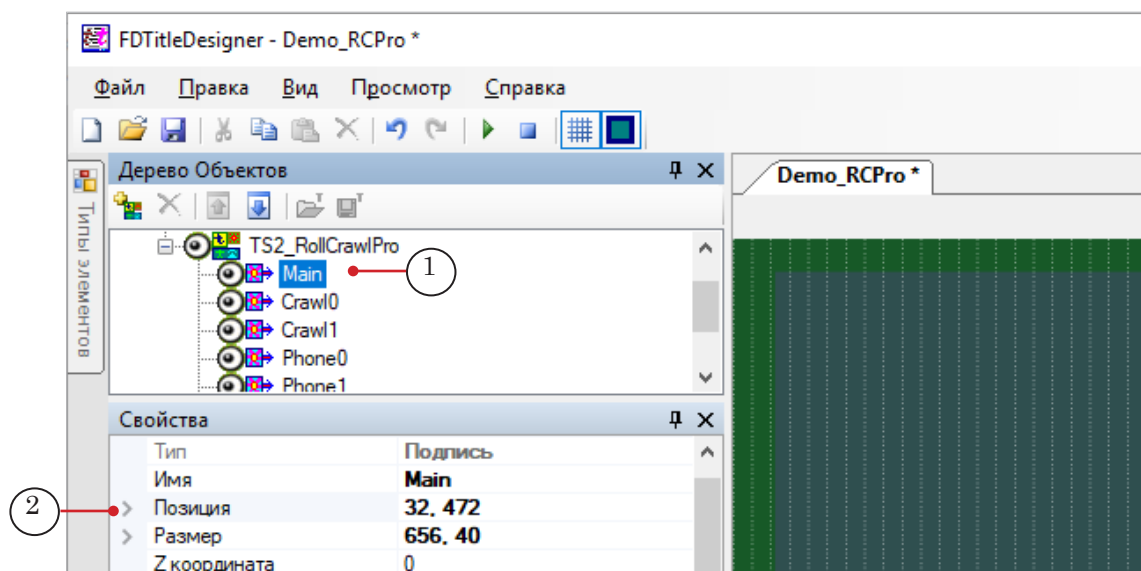 FDTitleDesigner - Demo_RCPro *
Файл Правка Вид Просмотр Справка
Дерево Объектов
Demo_RCPro *
Типы элементов
TS2_RollCrawlPro
Main
1
Crawl0
Crawl1
Phone0
Phone1
Свойства
Тип Подпись
Имя Main
2
Позиция 32, 472
Размер 656, 40
Z координата 0